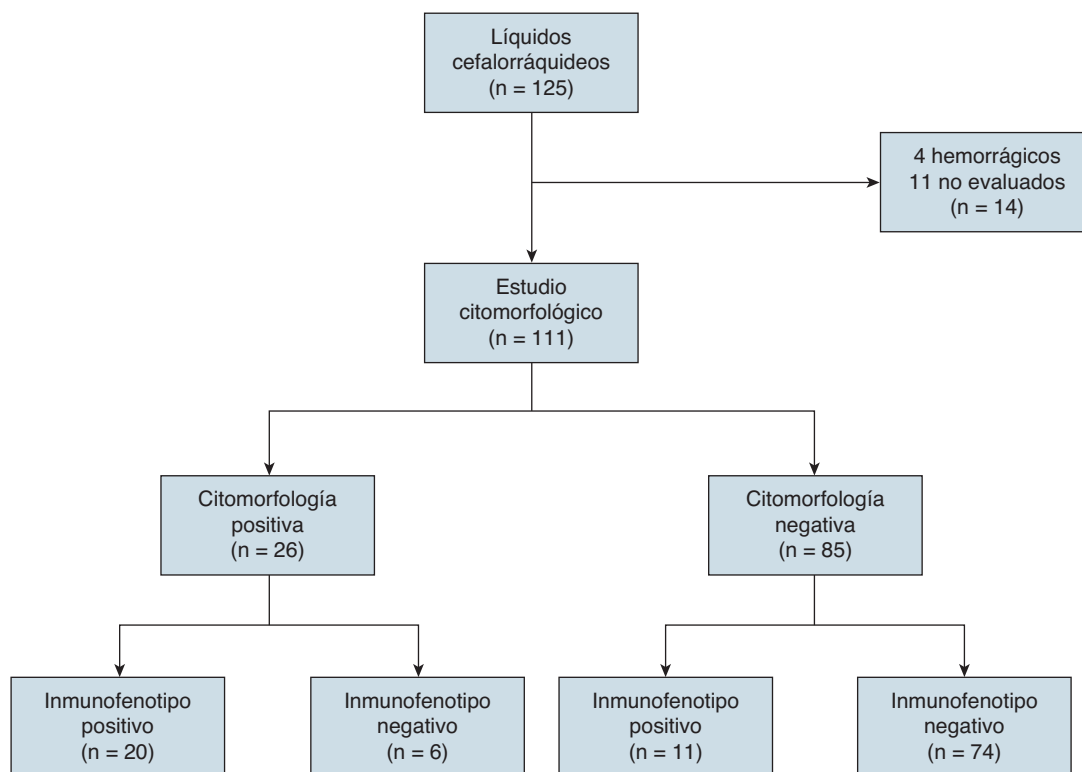 Líquidos
cefalorráquideos
(n = 125)
4 hemorrágicos
11 no evaluados
(n = 14)
Estudio
citomorfológico
(n = 111)
Citomorfología
positiva
(n = 26)
Citomorfología
negativa
(n = 85)
Inmunofenotipo
positivo
(n = 20)
Inmunofenotipo
negativo
(n = 6)
Inmunofenotipo
positivo
(n = 11)
Inmunofenotipo
negativo
(n = 74)